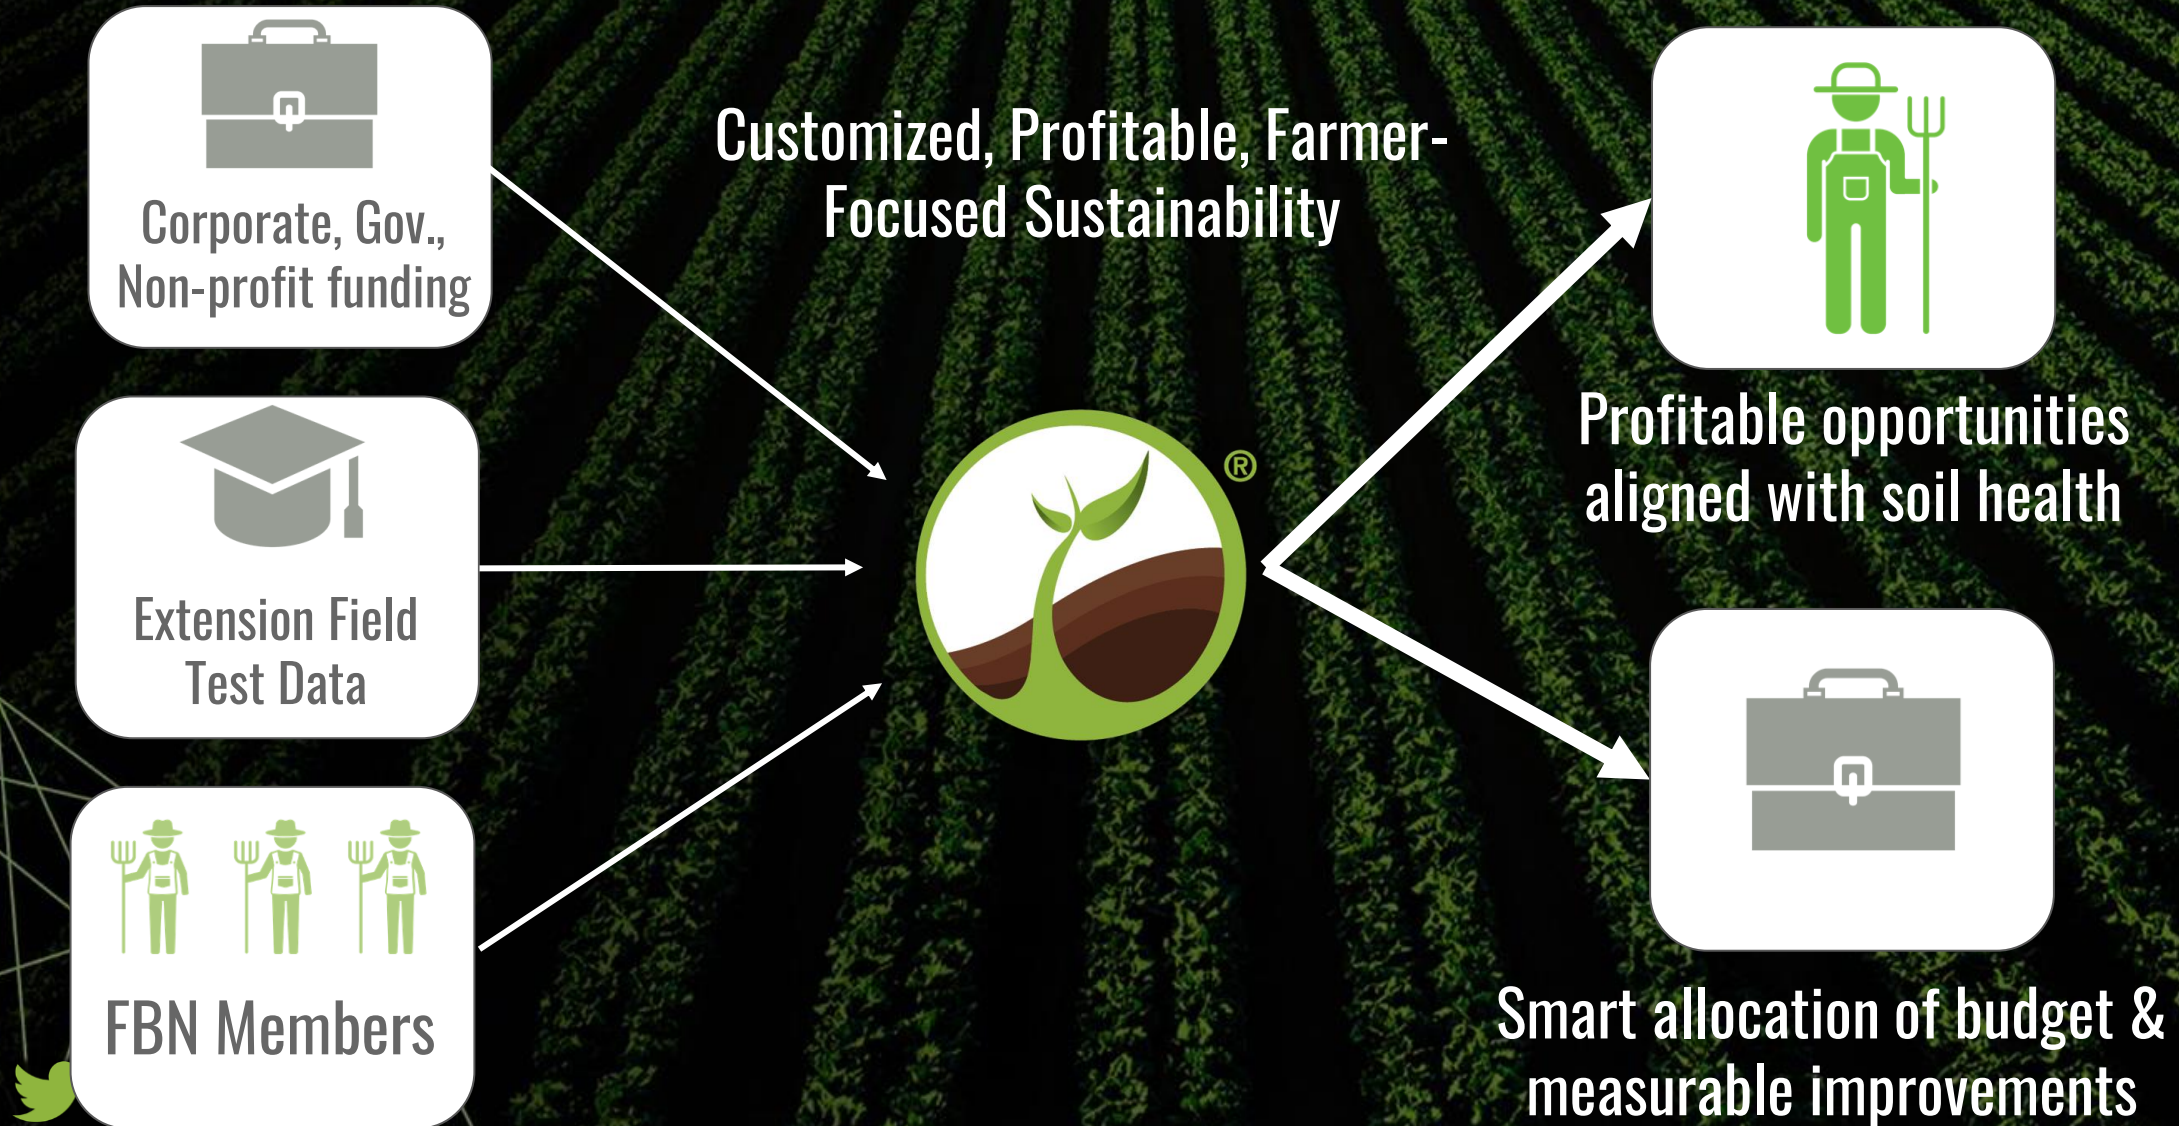 Corporate, Gov.,
Non-profit funding
Extension Field
Test Data
FBN Members
Customized, Profitable, Farmer-
Focused Sustainability
®
Profitable opportunities
aligned with soil health
Smart allocation of budget &
measurable improvements